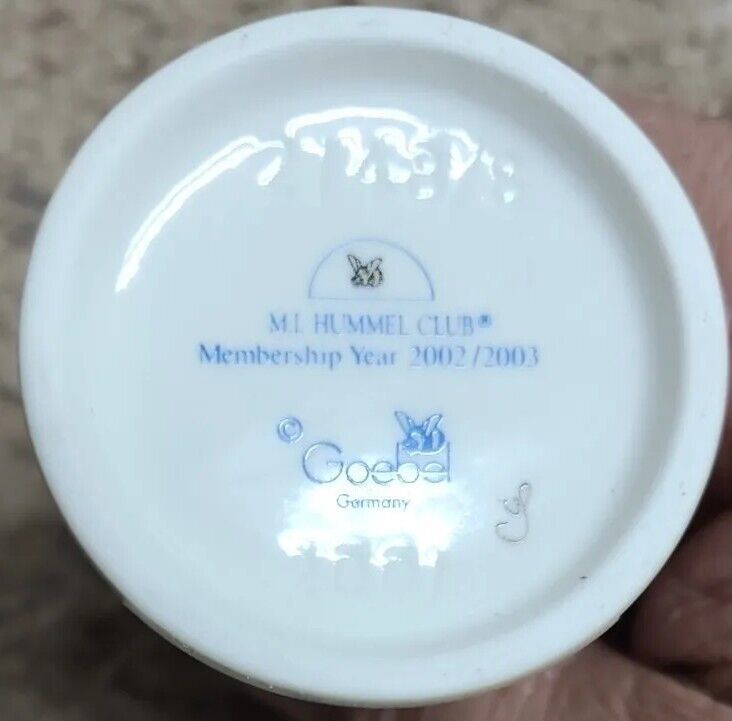 M.I. HUMMEL CLUB®
Membership Year 2002/2003
© Goebel
Germany